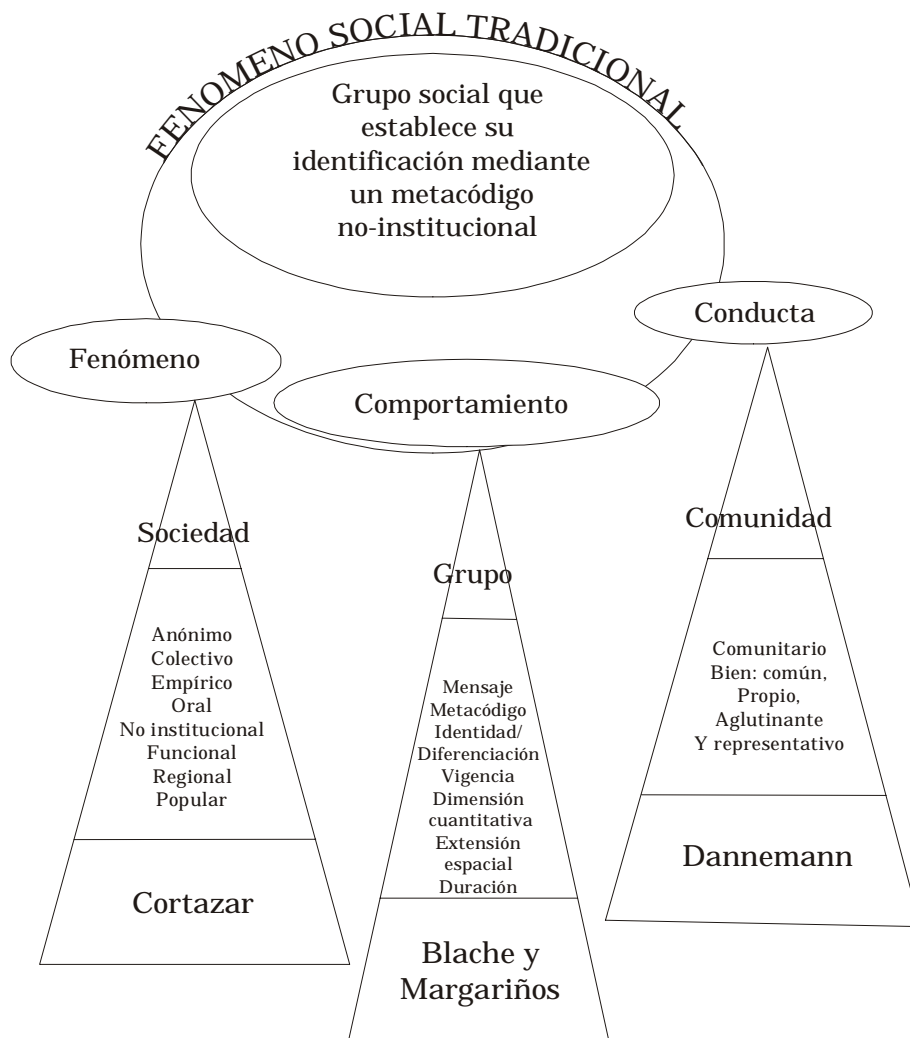 FENOMENO SOCIAL TRADICIONAL
Grupo social que
establece su
identificación mediante
un metacódigo
no-institucional
Fenómeno
Comportamiento
Conducta
Sociedad
Anónimo
Colectivo
Empírico
Oral
No institucional
Funcional
Regional
Popular
Cortazar
Grupo
Mensaje
Metacódigo
Identidad/
Diferenciación
Vigencia
Dimensión
cuantitativa
Extensión
espacial
Duración
Blache y
Margariños
Comunidad
Comunitario
Bien: común,
Propio,
Aglutinante
Y representativo
Dannemann